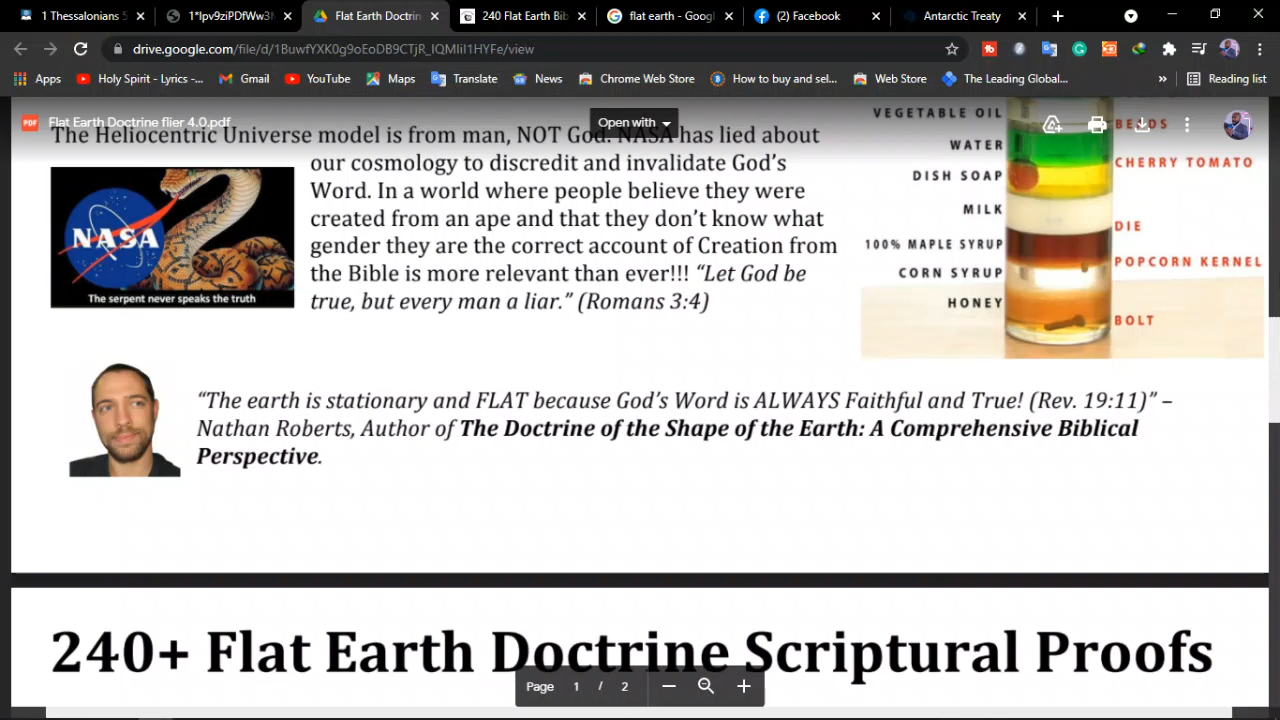 1 Thessalonians 5
1*Ipv9ziPDfWw3N
Flat Earth Doctrin
240 Flat Earth Bib
flat earth - Googl
(2) Facebook
Antarctic Treaty
drive.google.com/file/d/1BuwfYXK0g9oEoDB9CTjR_IQMIiI1HYFe/view
Apps
Holy Spirit - Lyrics -...
Gmail
YouTube
Maps
Translate
News
Chrome Web Store
How to buy and sel...
Web Store
The Leading Global...
Reading list
PDF
Flat Earth Doctrine flier 4.0.pdf
Open with
The Heliocentric Universe model is from man, NOT God. NASA has lied about
our cosmology to discredit and invalidate God's
Word. In a world where people believe they were
created from an ape and that they don't know what
gender they are the correct account of Creation from
the Bible is more relevant than ever!!! "Let God be
true, but every man a liar." (Romans 3:4)
NASA
The serpent never speaks the truth
VEGETABLE OIL
WATER
DISH SOAP
MILK
100% MAPLE SYRUP
CORN SYRUP
HONEY
BEADS
CHERRY TOMATO
DIE
POPCORN KERNEL
BOLT
"The earth is stationary and FLAT because God's Word is ALWAYS Faithful and True! (Rev. 19:11)" –
Nathan Roberts, Author of The Doctrine of the Shape of the Earth: A Comprehensive Biblical
Perspective.
240+ Flat Earth Doctrine Scriptural Proofs
Page 1 / 2